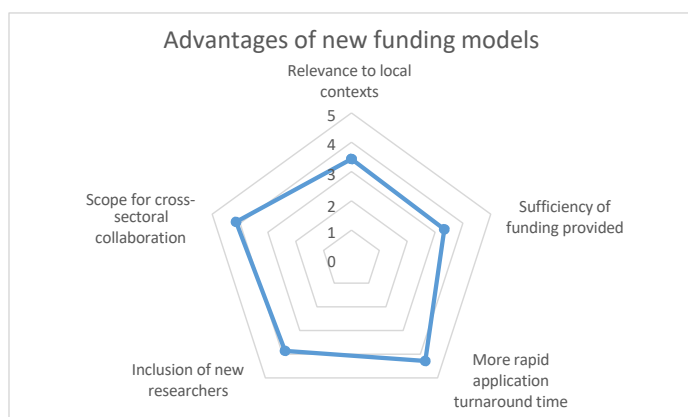 Advantages of new funding models
Relevance to local
contexts
5
4
3
2
1
0
Sufficiency of
funding provided
More rapid
application
turnaround time
Inclusion of new
researchers
Scope for cross-
sectoral
collaboration